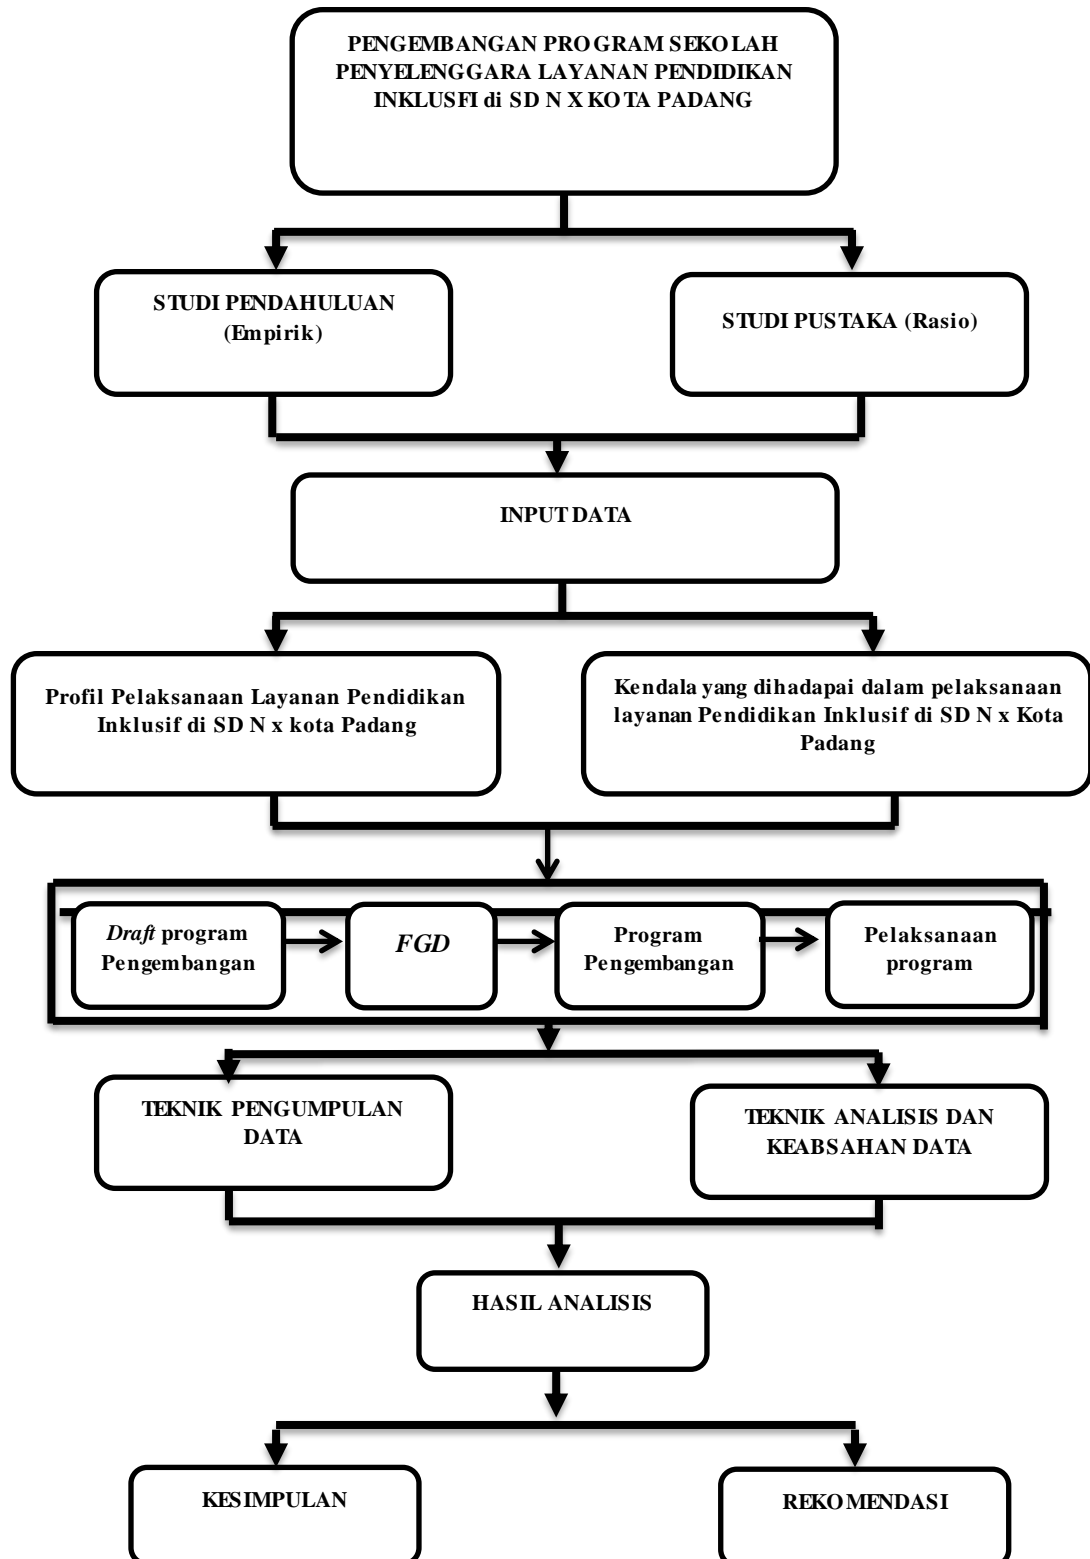 PENGEMBANGAN PROGRAM SEKOLAH
PENYELENGGARA LAYANAN PENDIDIKAN
INKLUSFI di SD N X KOTA PADANG
STUDI PENDAHULUAN
(Empirik)
STUDI PUSTAKA (Rasio)
INPUT DATA
Profil Pelaksanaan Layanan Pendidikan
Inklusif di SD N x kota Padang
Kendala yang dihadapai dalam pelaksanaan
layanan Pendidikan Inklusif di SD N x Kota
Padang
Draft program
Pengembangan
FGD
Program
Pengembangan
Pelaksanaan
program
TEKNIK PENGUMPULAN
DATA
TEKNIK ANALISIS DAN
KEABSAHAN DATA
HASIL ANALISIS
KESIMPULAN
REKOMENDASI